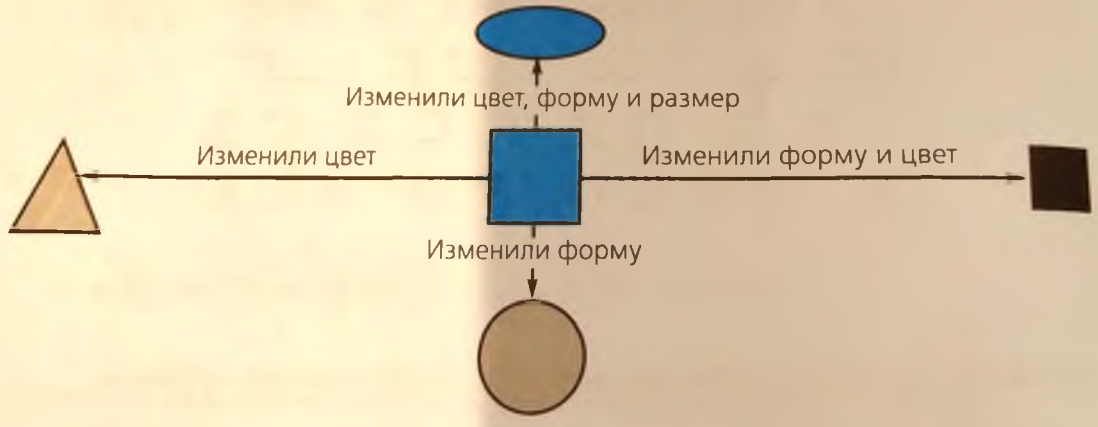 Изменили цвет, форму и размер
Изменили цвет
Изменили форму и цвет
Изменили форму